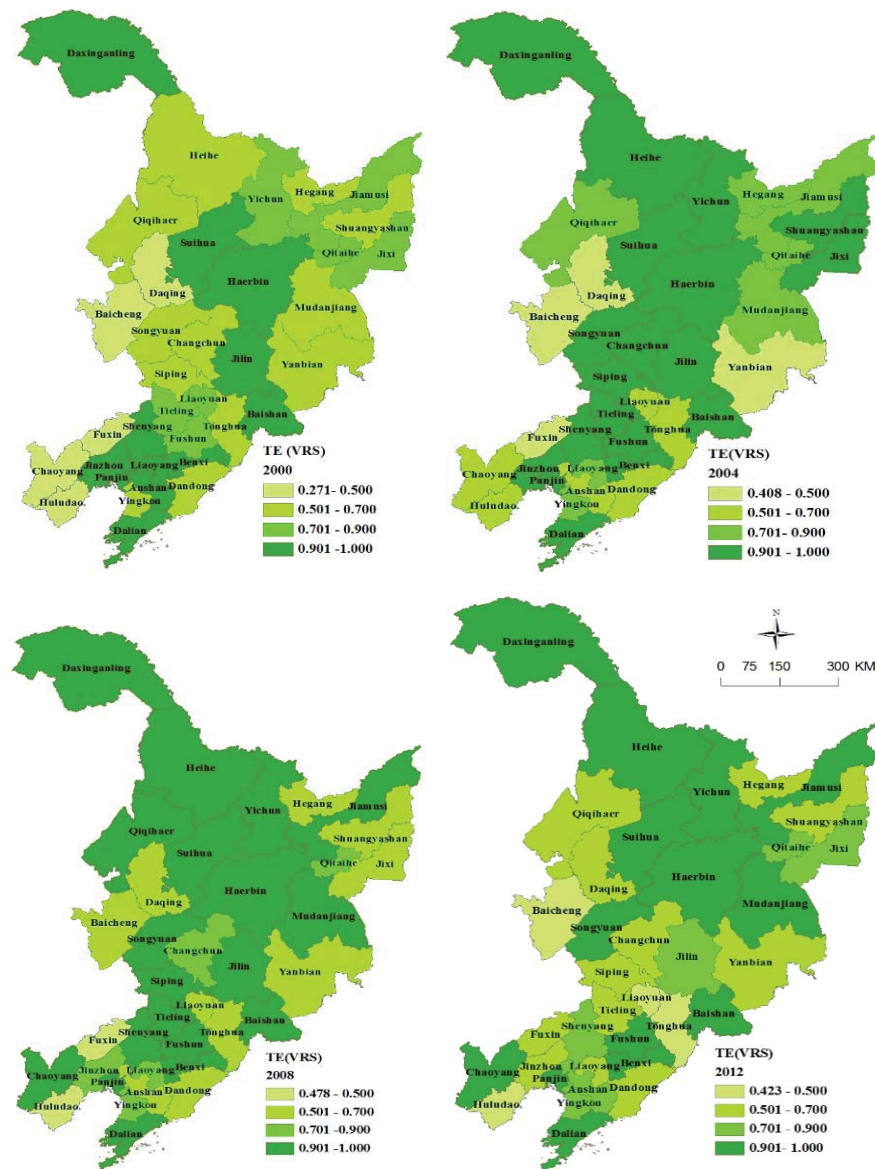 Daxinganling
Heihe
Yichun
Hegang
Jiamusi
Qiqihaer
Shuangyashan
Suihua
Qitaihe
Jixi
Haerbin
Daqing
Baicheng
Mudanjiang
Songyuan
Changchun
Jilin
Yanbian
Siping
Liaoyuan
Tieling
Baishan
Shenyang
Tonghua
Fuxin
Fushun
Chaoyang
Jinzhou
Liaoyang
Benxi
Panjin
Anshan
Huludao
Yingkou
Dandong
Dalian
TE(VRS)
2000
0.271- 0.500
0.501 - 0.700
0.701 - 0.900
0.901 -1.000
Daxinganling
Heihe
Yichun
Hegang
Jiamusi
Qiqihaer
Shuangyashan
Suihua
Qitaihe
Jixi
Haerbin
Daqing
Baicheng
Mudanjiang
Songyuan
Changchun
Jilin
Yanbian
Siping
Liaoyuan
Tieling
Baishan
Fuxin
Shenyang
Tonghua
Fushun
Chaoyang
Jinzhou
Liaoyang
Benxi
Panjin
Anshan
Huludao
Dandong
Yingkou
Dalian
TE(VRS)
2004
0.408 - 0.500
0.501 - 0.700
0.701- 0.900
0.901 - 1.000
Daxinganling
Heihe
Yichun
Hegang
Jiamusi
Qiqihaer
Shuangyashan
Suihua
Qitaihe
Jixi
Haerbin
Daqing
Baicheng
Mudanjiang
Songyuan
Changchun
Jilin
Yanbian
Siping
Liaoyuan
Tieling
Baishan
Fuxin
Shenyang
Tonghua
Fushun
Chaoyang
Jinzhou
Liaoyang
Benxi
Panjin
Anshan
Huludao
Yingkou
Dandong
Dalian
TE(VRS)
2008
0.478 - 0.500
0.501 - 0.700
0.701 -0.900
0.901 -1.000
N
0 75 150 300 KM
Daxinganling
Heihe
Yichun
Hegang
Jiamusi
Qiqihaer
Shuangyashan
Suihua
Qitaihe
Jixi
Haerbin
Daqing
Baicheng
Mudanjiang
Songyuan
Changchun
Jilin
Yanbian
Siping
Liaoyuan
Tieling
Baishan
Fuxin
Shenyang
Tonghua
Fushun
Chaoyang
Jinzhou
Liaoyang
Benxi
Panjin
Anshan
Huludao
Yingkou
Dandong
Dalian
TE(VRS)
2012
0.423 - 0.500
0.501 - 0.700
0.701 - 0.900
0.901- 1.000